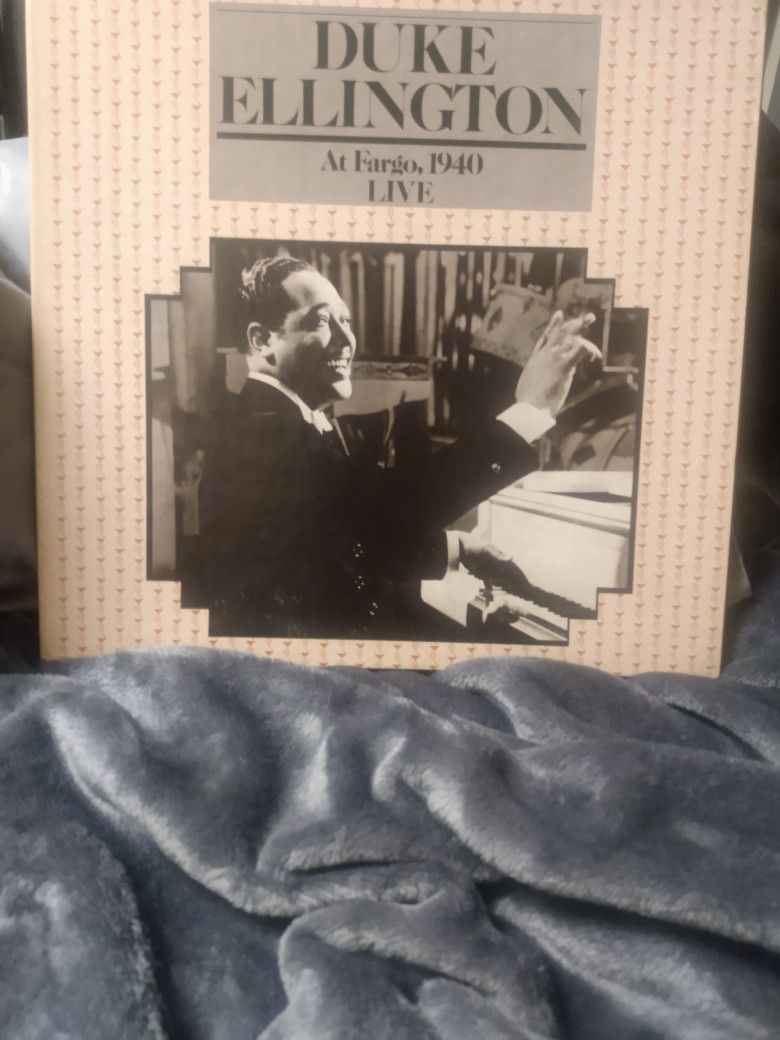 DUKE
ELLINGTON
At Fargo, 1940
LIVE